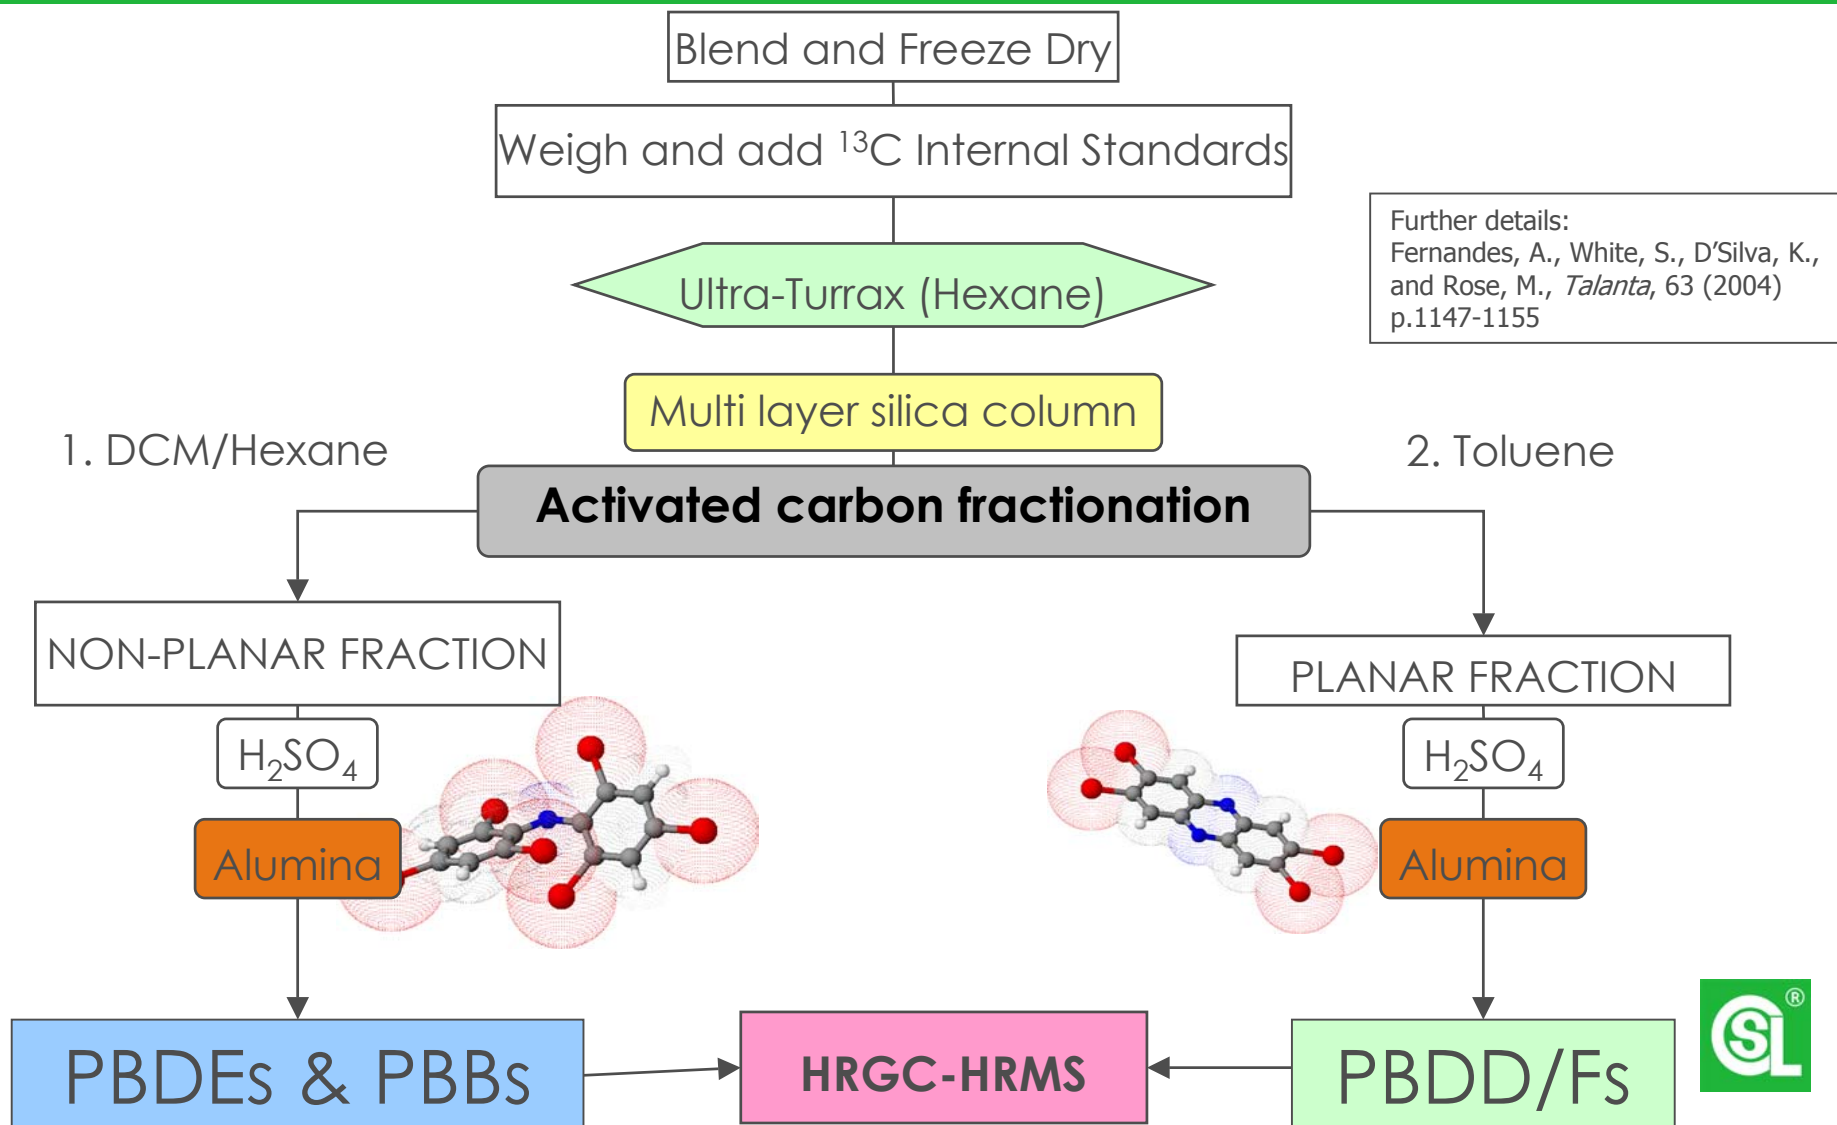 Blend and Freeze Dry
Weigh and add ¹³C Internal Standards
Ultra-Turrax (Hexane)
Further details:
Fernandes, A., White, S., D'Silva, K.,
and Rose, M., Talanta, 63 (2004)
p.1147-1155
Multi layer silica column
1. DCM/Hexane
2. Toluene
Activated carbon fractionation
NON-PLANAR FRACTION
PLANAR FRACTION
H₂SO₄
H₂SO₄
Alumina
Alumina
PBDEs & PBBs
HRGC-HRMS
PBDD/Fs
CSL®